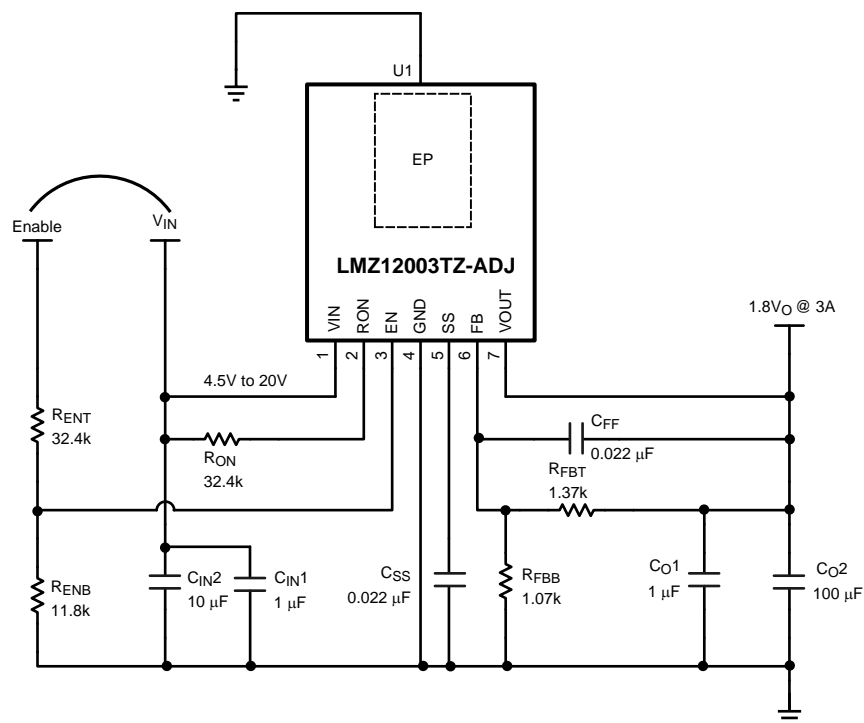 U1
EP
LMZ12003TZ-ADJ
Enable
VIN
1.8VO @ 3A
VIN
RON
EN
GND
SS
FB
VOUT
1
2
3
4
5
6
7
4.5V to 20V
RENT
32.4k
RON
32.4k
CFF
0.022 μF
RFBT
1.37k
RENB
11.8k
CIN2
10 μF
CIN1
1 μF
CSS
0.022 μF
RFBB
1.07k
CO1
1 μF
CO2
100 μF